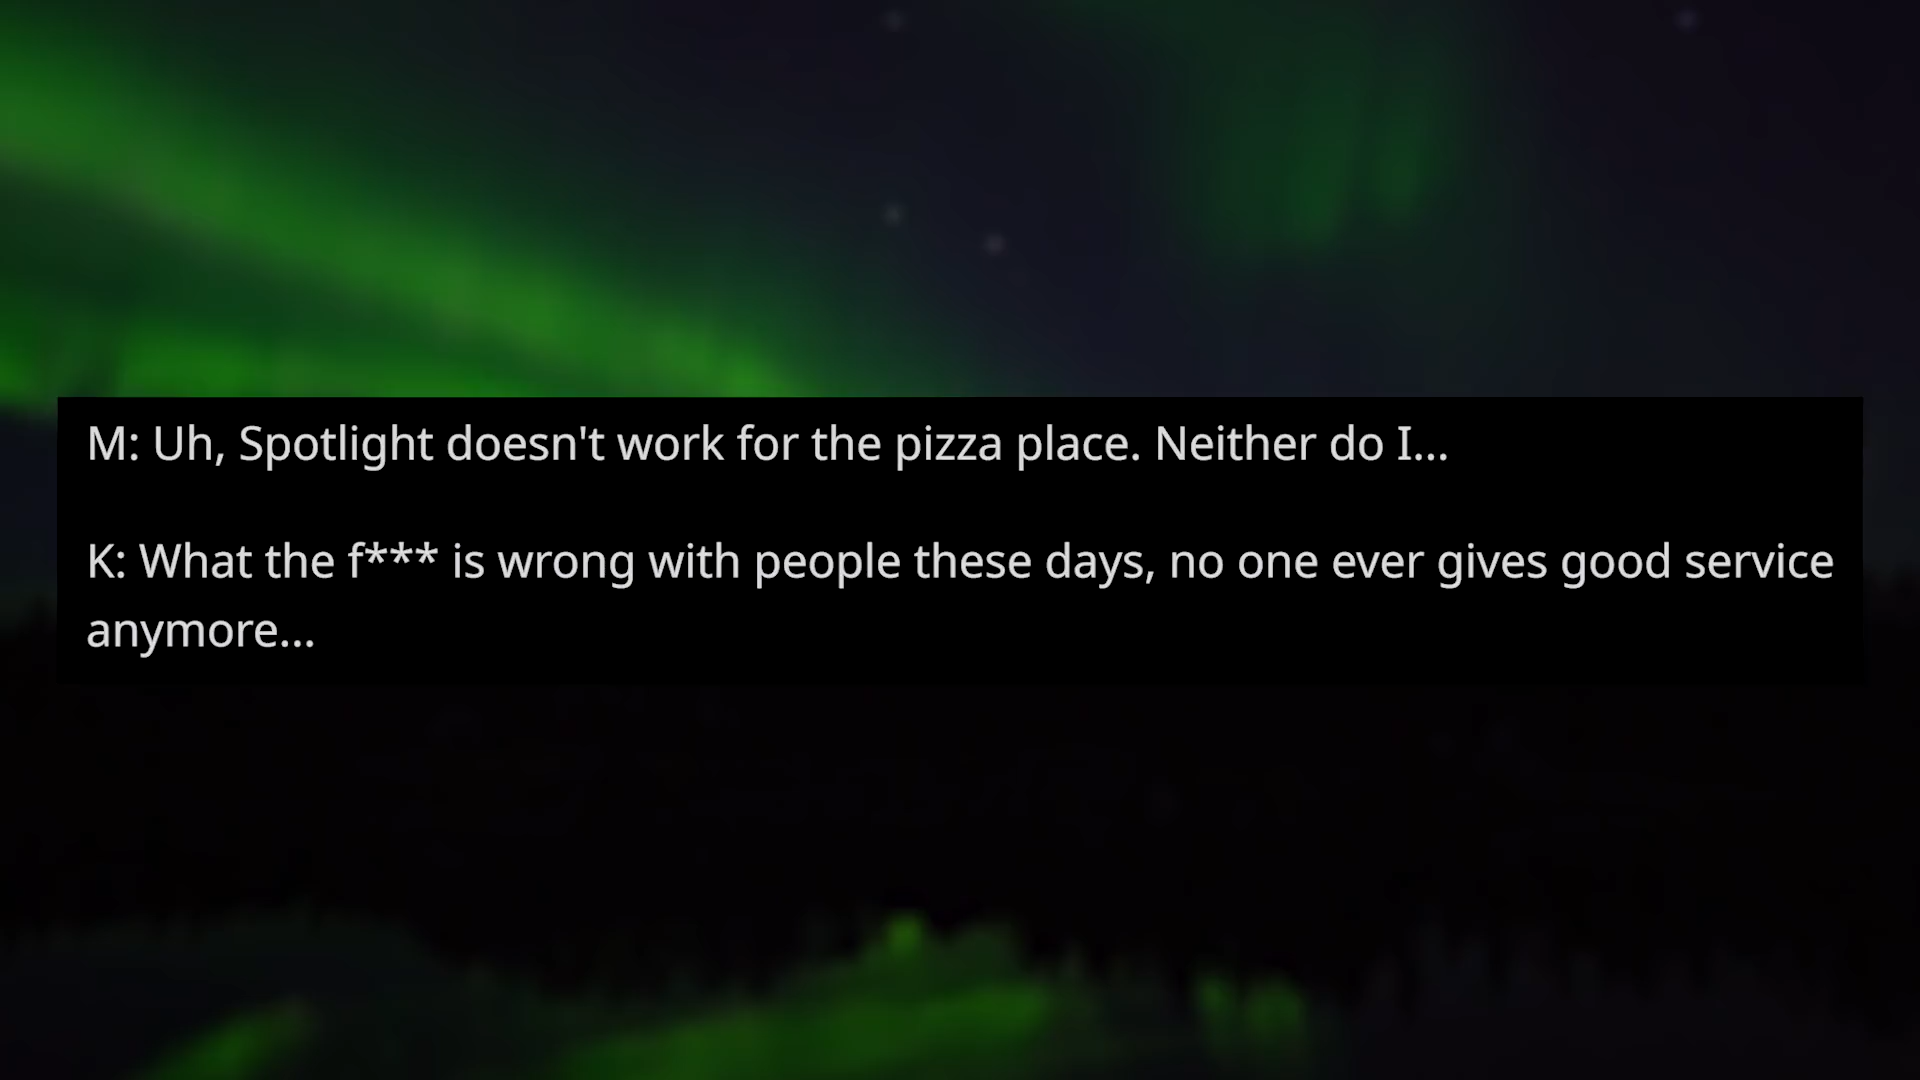 M: Uh, Spotlight doesn't work for the pizza place. Neither do I...
K: What the f*** is wrong with people these days, no one ever gives good service
anymore...